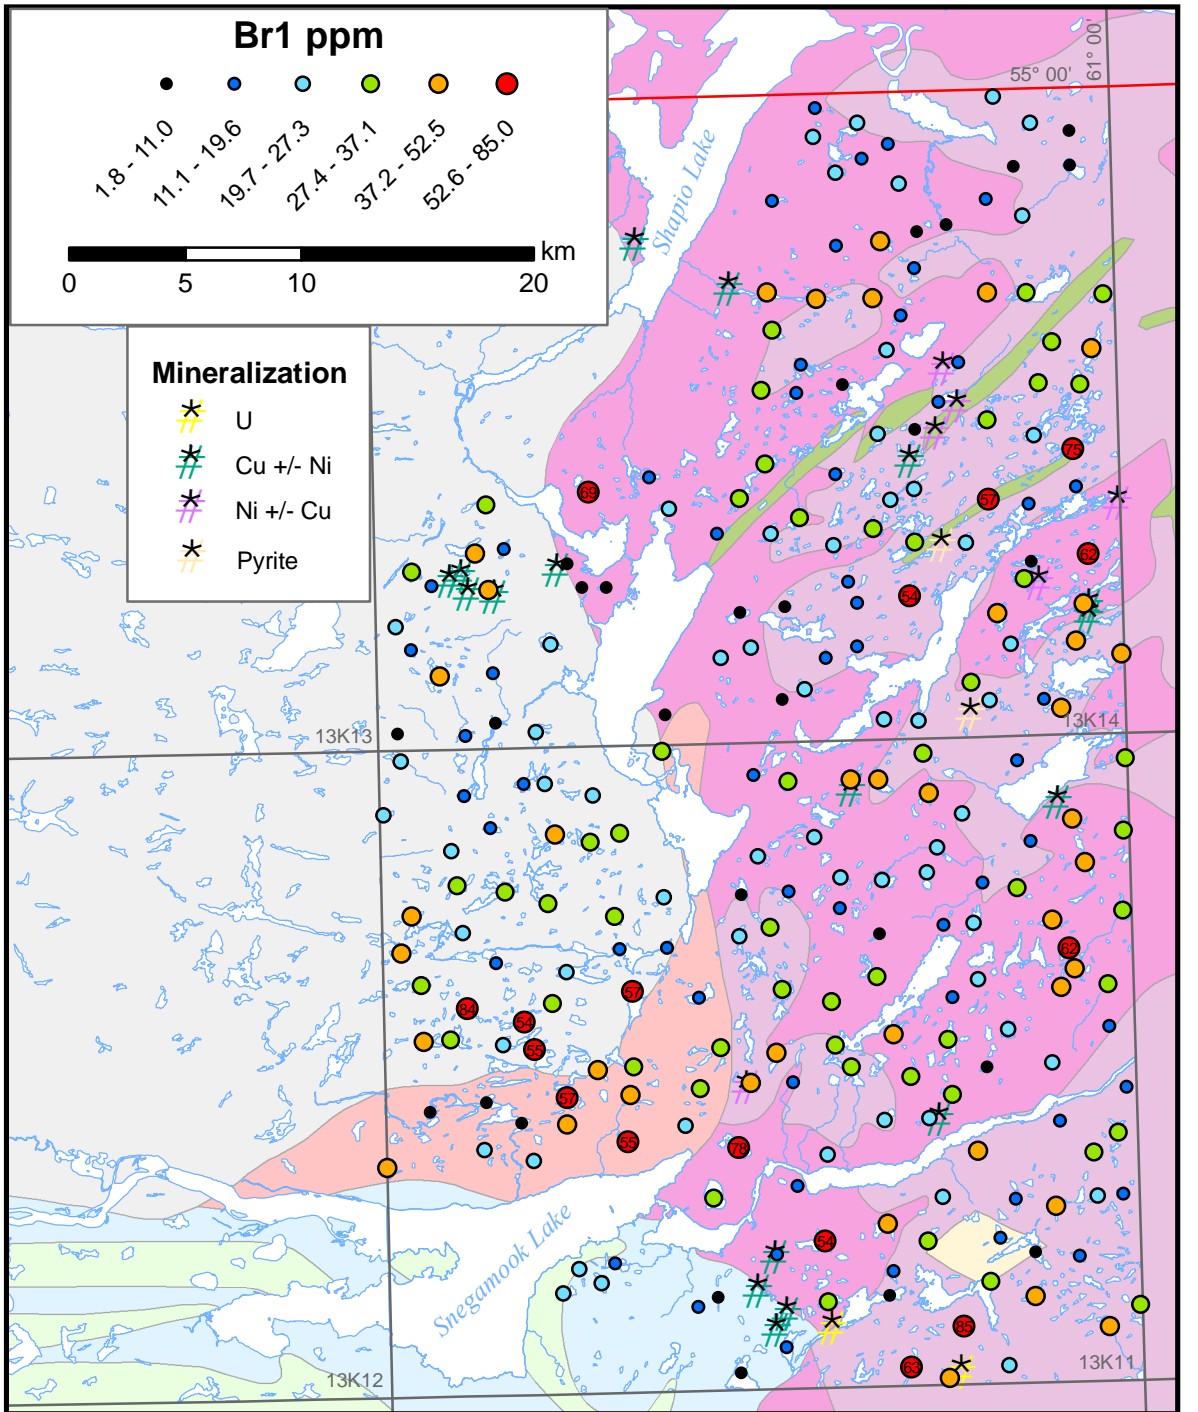 Br1 ppm
1.8 - 11.0
11.1 - 19.6
19.7 - 27.3
27.4 - 37.1
37.2 - 52.5
52.6 - 85.0
km
0 5 10 20
Mineralization
U
Cu +/- Ni
Ni +/- Cu
Pyrite
55° 00'
61° 00'
Shapio Lake
75
69
57
62
54
13K13
13K14
62
57
84
54
55
57
55
78
54
Snegamook Lake
85
63
13K12
13K11